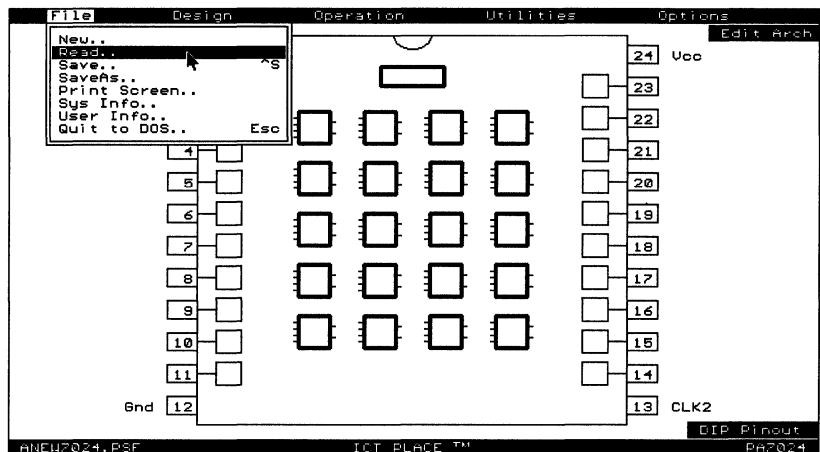 File Design Operation Utilities Options
Edit Arch
New..
Read..
Save.. ^S
SaveAs..
Print Screen..
Sys Info..
User Info..
Quit to DOS.. Esc
24 Vcc
23
22
4 21
5 20
6 19
7 18
8 17
9 16
10 15
11 14
Gnd 12 13 CLK2
DIP Pinout
ANEW7024.PSF ICT PLACE TM PA7024